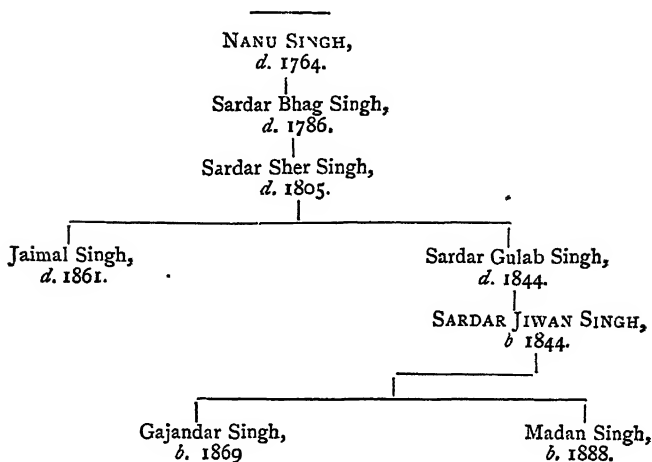 NANU SINGH,
d. 1764.
Sardar Bhag Singh,
d. 1786.
Sardar Sher Singh,
d. 1805.
Jaimal Singh,
d. 1861.
Sardar Gulab Singh,
d. 1844.
SARDAR JIWAN SINGH,
b 1844.
Gajandar Singh,
b. 1869
Madan Singh,
b. 1888.